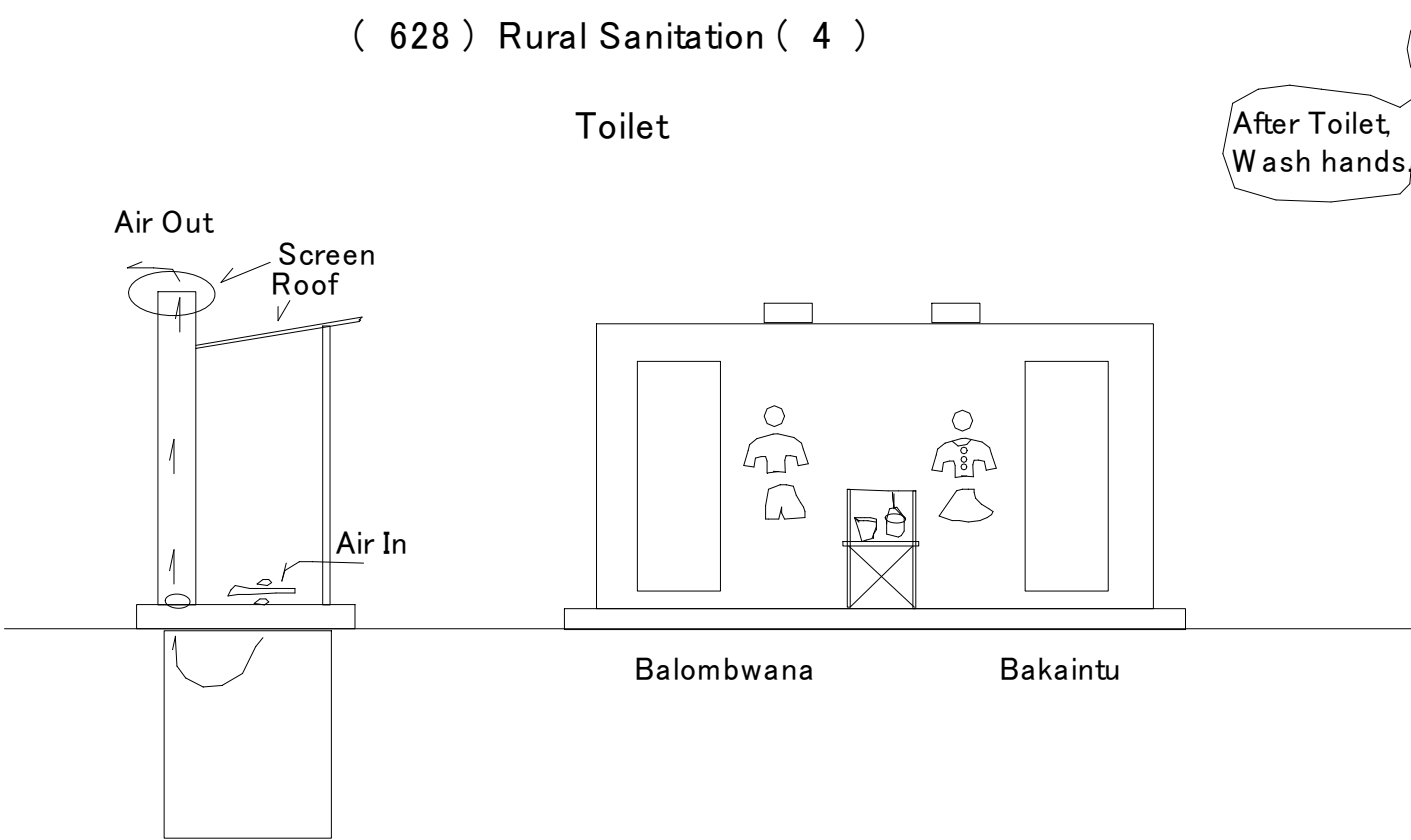 ( 628 ) Rural Sanitation ( 4 )
Toilet
After Toilet,
Wash hands.
Air Out
Screen
Roof
Air In
Balombwana
Bakaintu